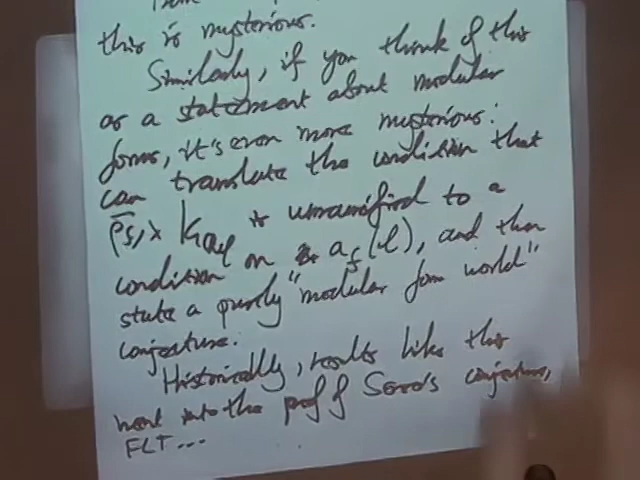 this is mysterious.
Similarly, if you think of this
as a statement about modular
forms, it's even more mysterious:
can translate the condition that
ρ̄f,λ is unramified to a
condition on a_f(l), and then
state a purely "modular form world"
conjecture.
Historically, results like this
went into the proof of Serre's conjecture,
FLT...